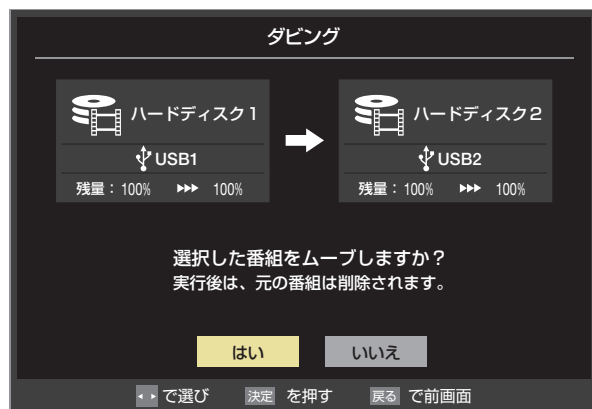 ダビング
ハードディスク1
USB1
残量：100% ▸▸▸ 100%
ハードディスク2
USB2
残量：100% ▸▸▸ 100%
選択した番組をムーブしますか？
実行後は、元の番組は削除されます。
はい いいえ
で選び 決定 を押す 戻る で前画面